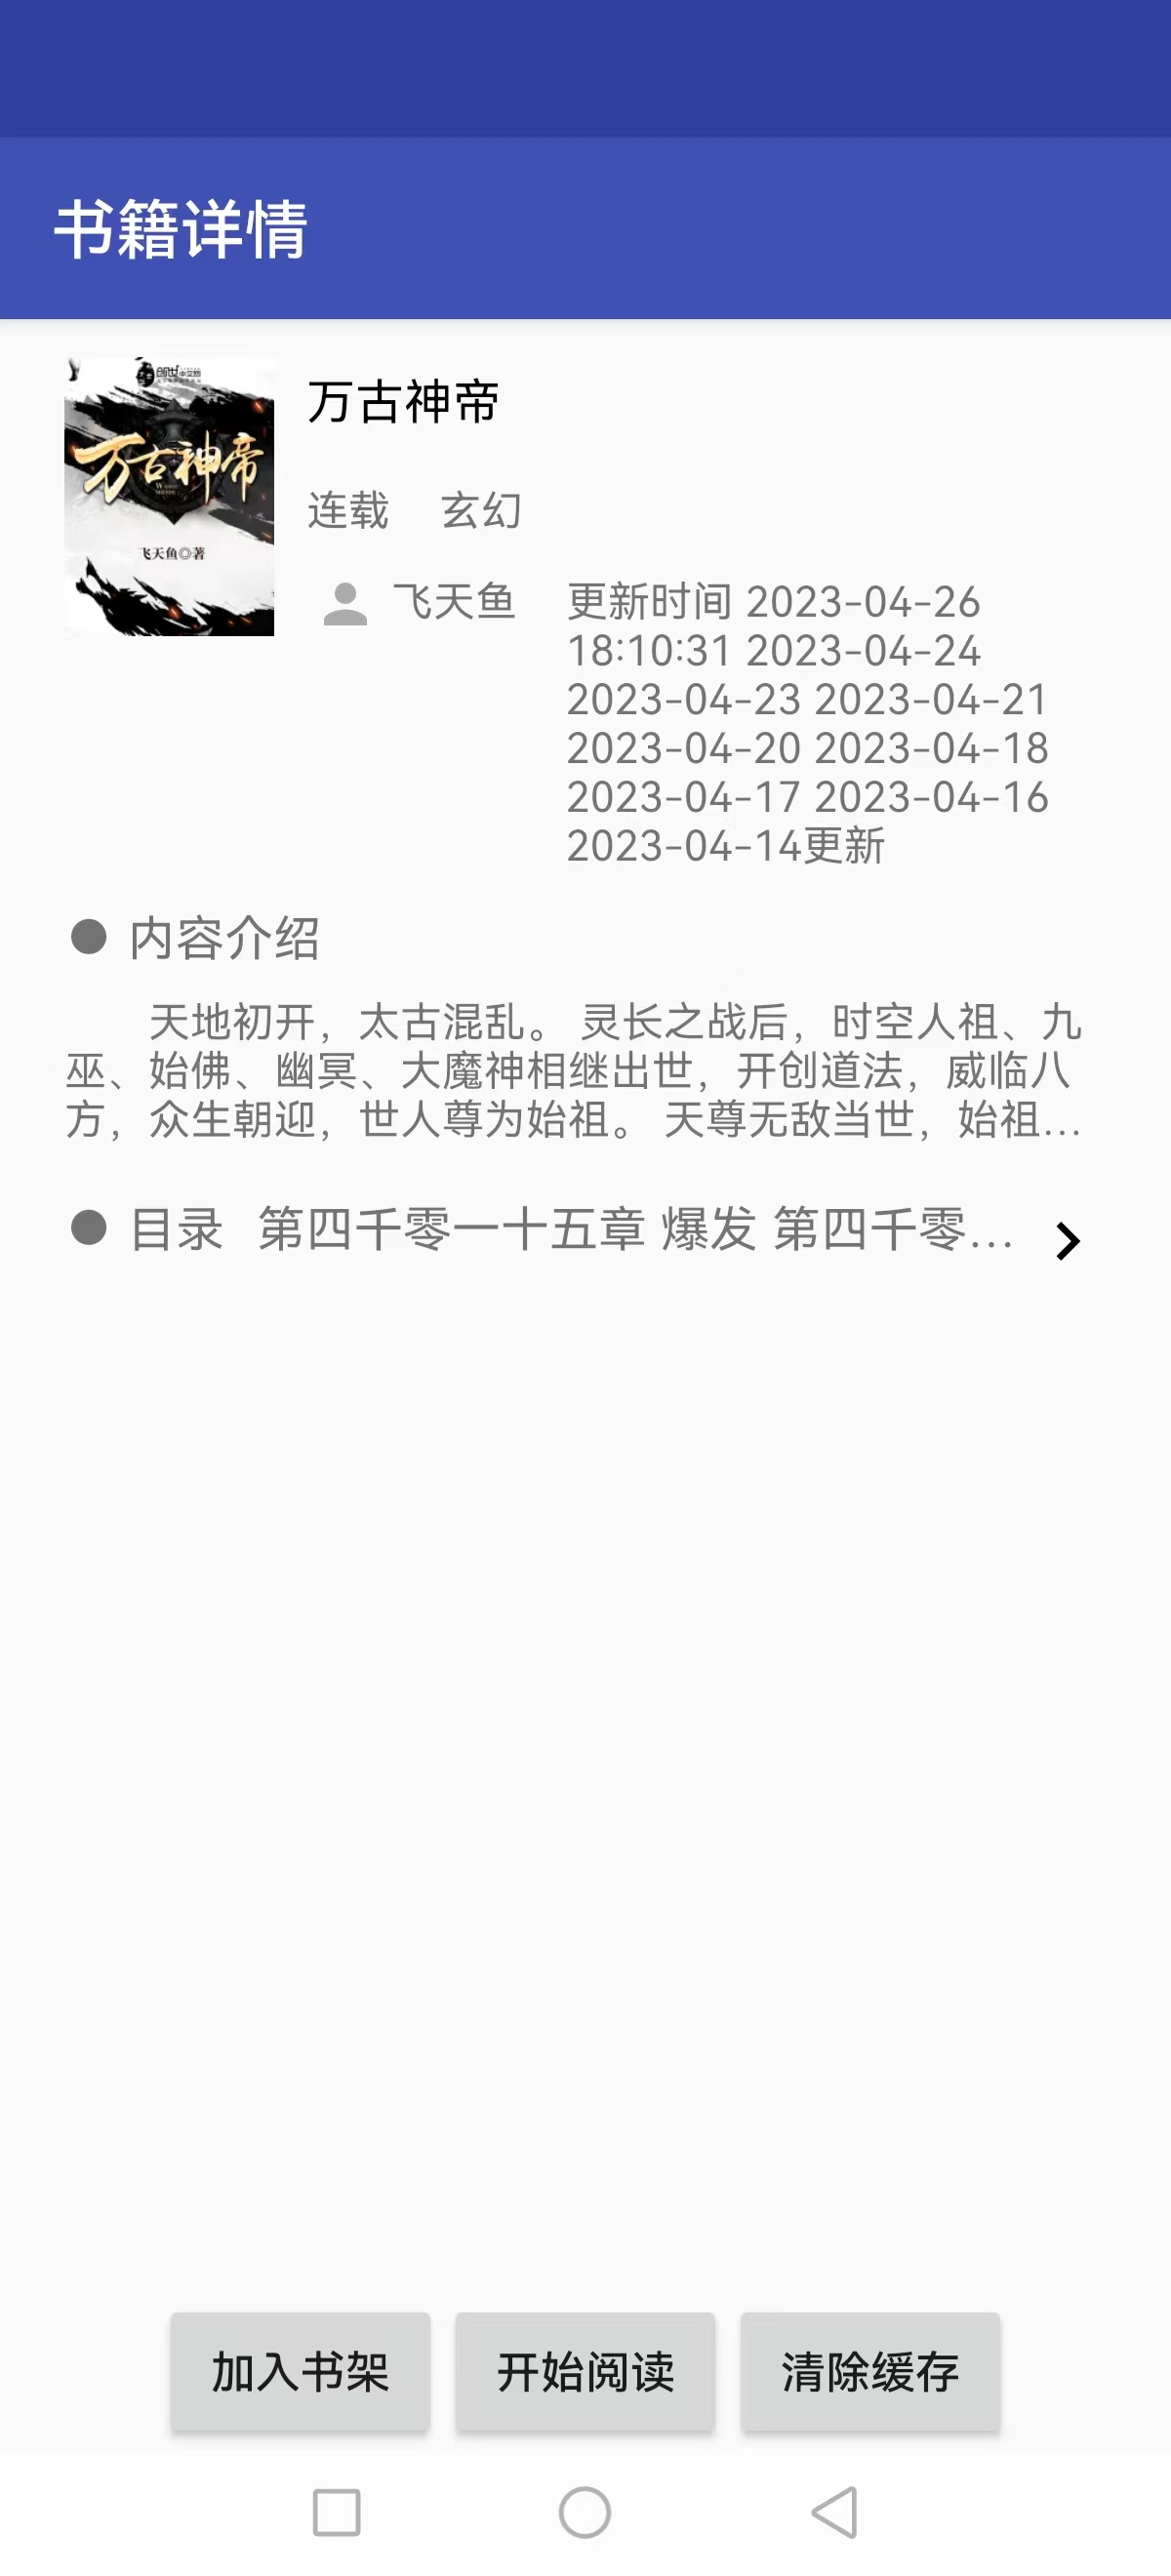 书籍详情
创世中文网
万古神帝
飞天鱼◎著
万古神帝
连载 玄幻
飞天鱼
更新时间 2023-04-26
18:10:31 2023-04-24
2023-04-23 2023-04-21
2023-04-20 2023-04-18
2023-04-17 2023-04-16
2023-04-14更新
内容介绍
天地初开，太古混乱。 灵长之战后，时空人祖、九
巫、始佛、幽冥、大魔神相继出世，开创道法，威临八
方，众生朝迎，世人尊为始祖。 天尊无敌当世，始祖...
目录 第四千零一十五章 爆发 第四千零...
加入书架 开始阅读 清除缓存